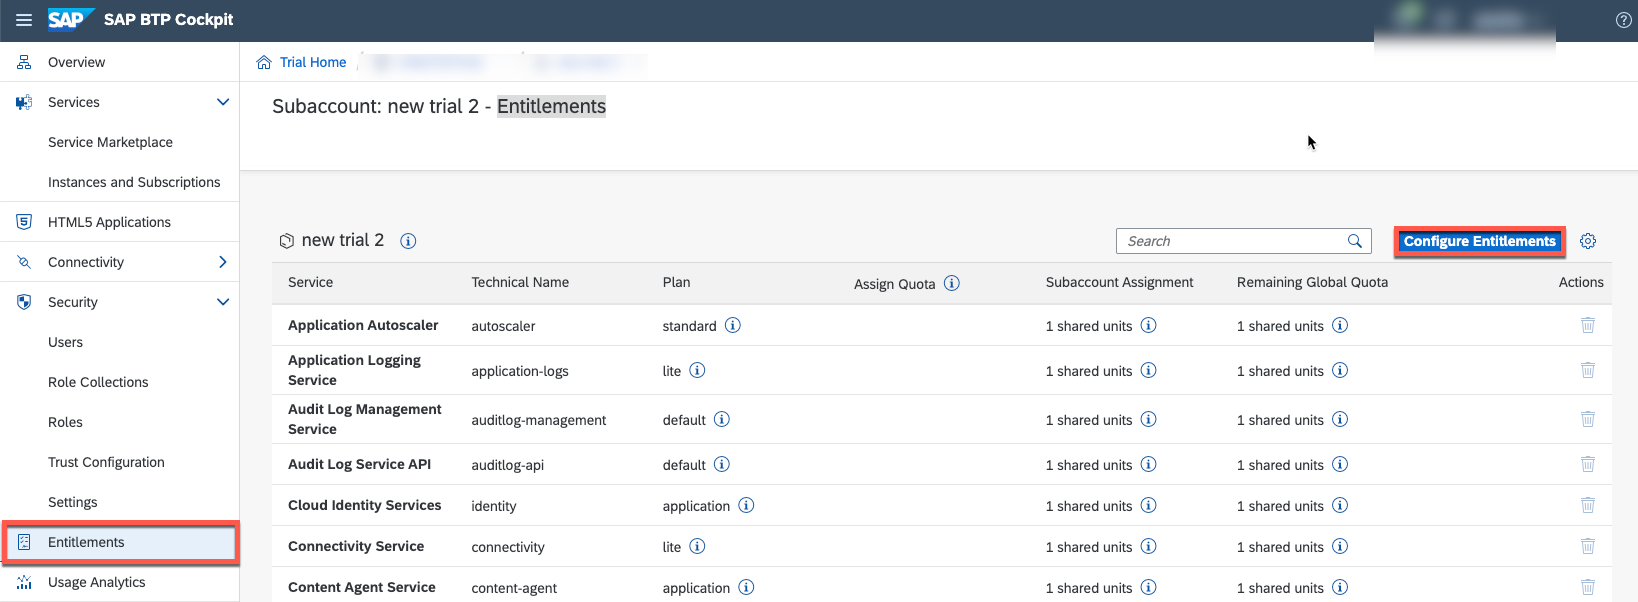 SAP SAP BTP Cockpit
Overview
Services
Service Marketplace
Instances and Subscriptions
HTML5 Applications
Connectivity
Security
Users
Role Collections
Roles
Trust Configuration
Settings
Entitlements
Usage Analytics
Trial Home /
Subaccount: new trial 2 - Entitlements
new trial 2
Search
Configure Entitlements
Service Technical Name Plan Assign Quota Subaccount Assignment Remaining Global Quota Actions
Application Autoscaler autoscaler standard 1 shared units 1 shared units
Application Logging
Service application-logs lite 1 shared units 1 shared units
Audit Log Management
Service auditlog-management default 1 shared units 1 shared units
Audit Log Service API auditlog-api default 1 shared units 1 shared units
Cloud Identity Services identity application 1 shared units 1 shared units
Connectivity Service connectivity lite 1 shared units 1 shared units
Content Agent Service content-agent application 1 shared units 1 shared units